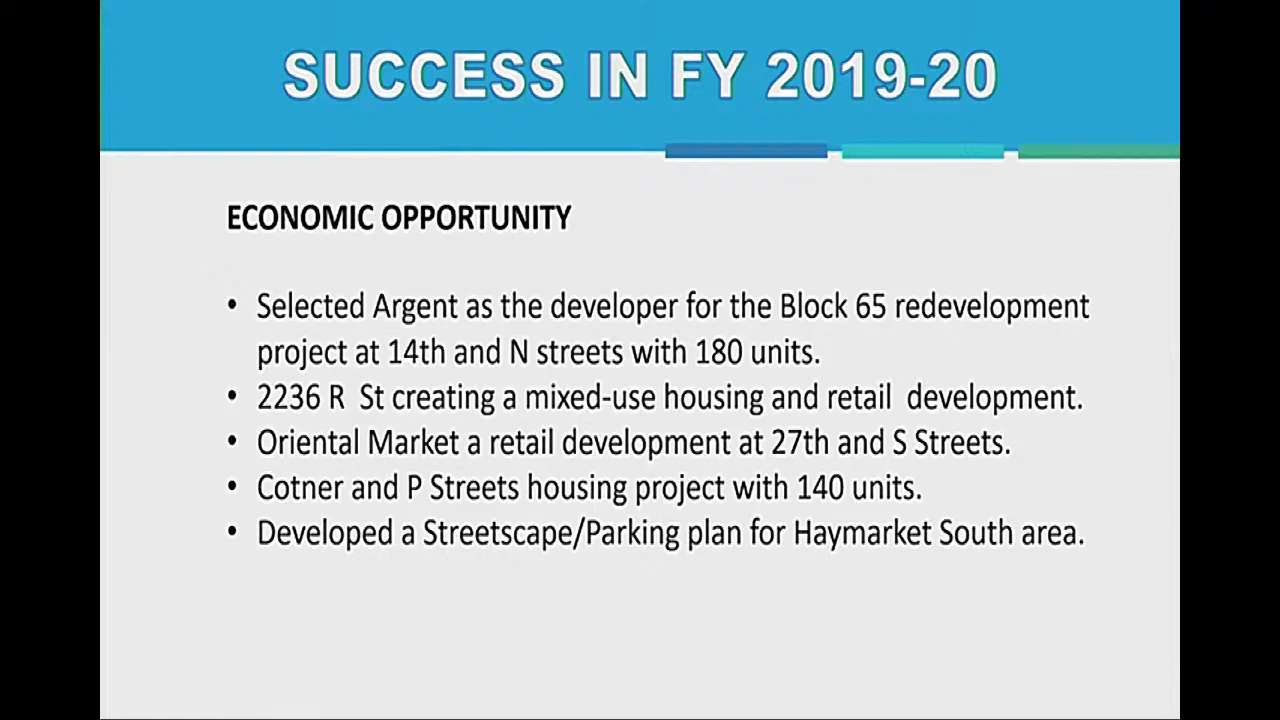 SUCCESS IN FY 2019-20
ECONOMIC OPPORTUNITY
• Selected Argent as the developer for the Block 65 redevelopment
project at 14th and N streets with 180 units.
• 2236 R  St creating a mixed-use housing and retail  development.
• Oriental Market a retail development at 27th and S Streets.
• Cotner and P Streets housing project with 140 units.
• Developed a Streetscape/Parking plan for Haymarket South area.